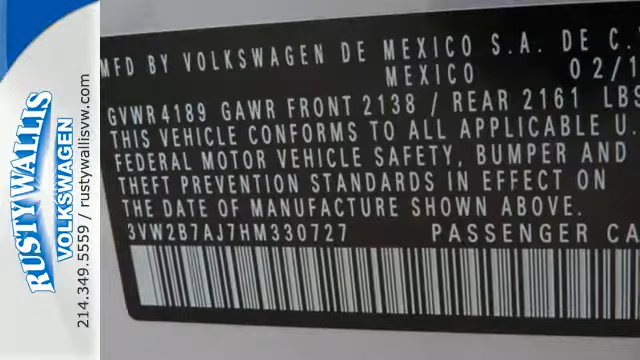 RUSTY WALLIS
VOLKSWAGEN
214.349.5559 / rustywallisvw.com
MFD BY VOLKSWAGEN DE MEXICO S.A. DE C.
MEXICO 02/1
GVWR 4189 GAWR FRONT 2138 / REAR 2161 LBS
THIS VEHICLE CONFORMS TO ALL APPLICABLE U.
FEDERAL MOTOR VEHICLE SAFETY, BUMPER AND
THEFT PREVENTION STANDARDS IN EFFECT ON
THE DATE OF MANUFACTURE SHOWN ABOVE.
3VW2B7AJ7HM330727 PASSENGER CA